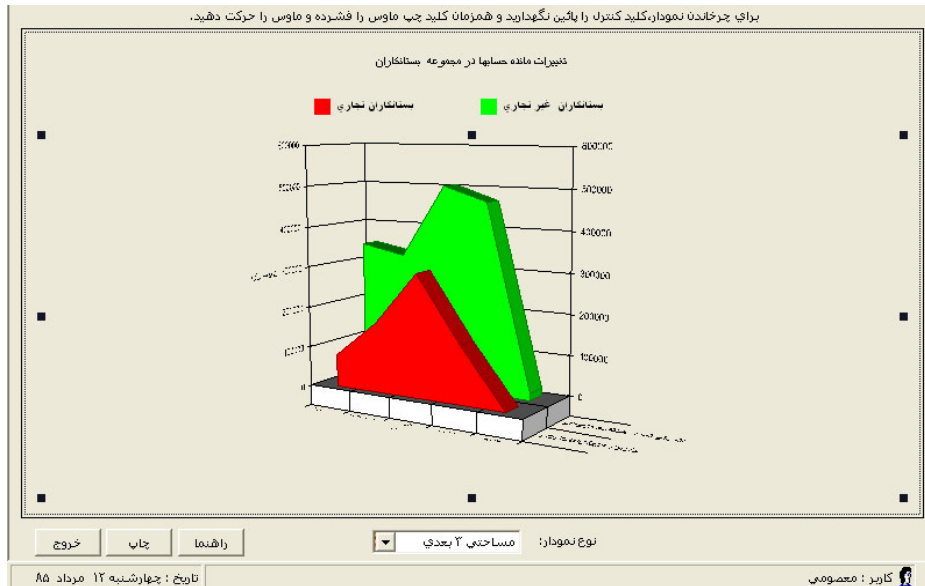 براي چرخاندن نمودار،کليد کنترل را پائين نگهداريد و همزمان کليد چپ ماوس را فشرده و ماوس را حرکت دهيد.
تغييرات مانده حسابها در مجموعه بستانکاران
بستانکاران غير تجاري
بستانکاران تجاري
600000
500000
400000
300000
200000
100000
0
نوع نمودار:
مساحتي ۳ بعدي
راهنما
چاپ
خروج
کاربر : معصومي
تاريخ : چهارشنبه ۱۲ مرداد ۸۵